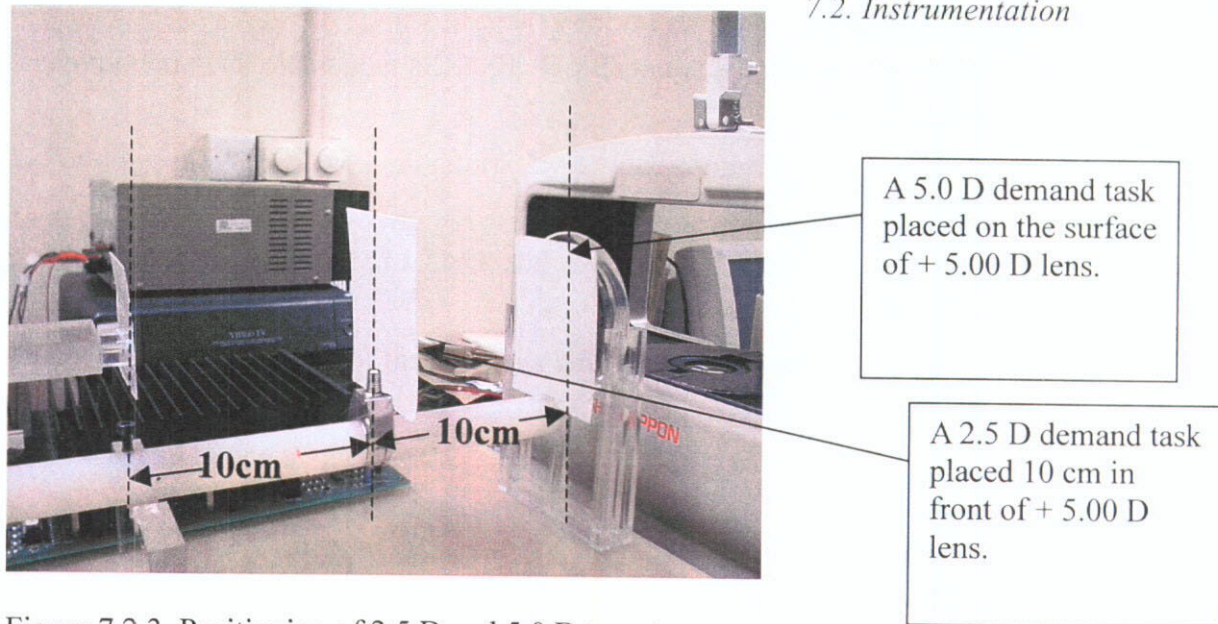 7.2. Instrumentation
A 5.0 D demand task
placed on the surface
of + 5.00 D lens.
10cm
10cm
PPON
A 2.5 D demand task
placed 10 cm in
front of + 5.00 D
lens.
Figure 7.2.3. Positioning of 2.5 D and 5.0 D